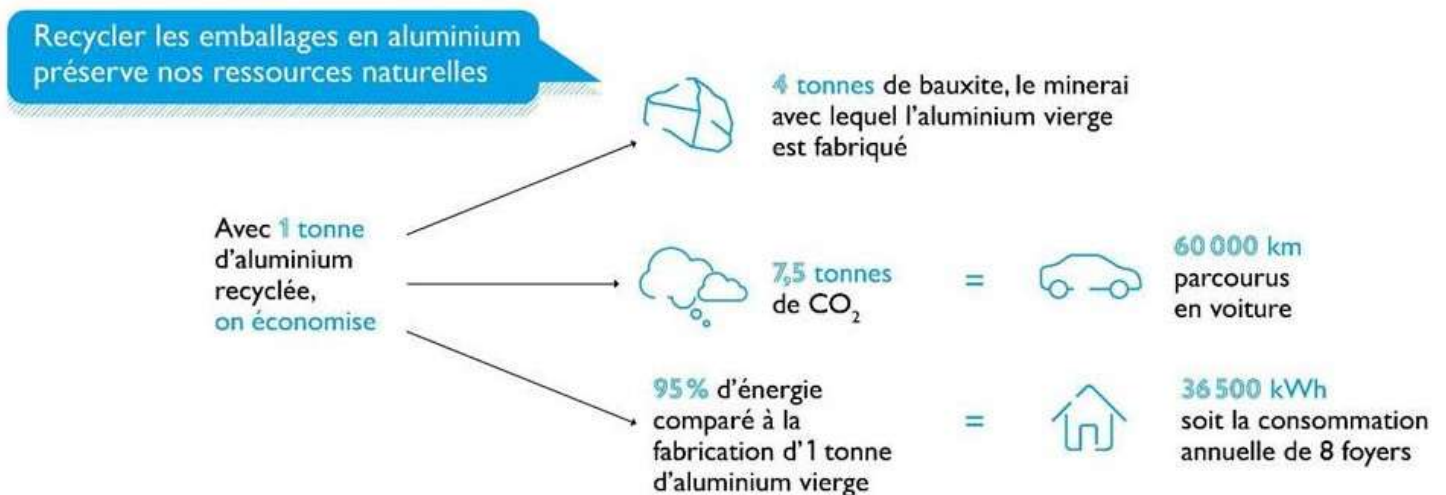 Recycler les emballages en aluminium
préserve nos ressources naturelles
4 tonnes de bauxite, le minerai
avec lequel l'aluminium vierge
est fabriqué
Avec 1 tonne
d'aluminium
recyclée,
on économise
7,5 tonnes
de CO₂
=
60 000 km
parcourus
en voiture
95 % d'énergie
comparé à la
fabrication d'1 tonne
d'aluminium vierge
=
36 500 kWh
soit la consommation
annuelle de 8 foyers